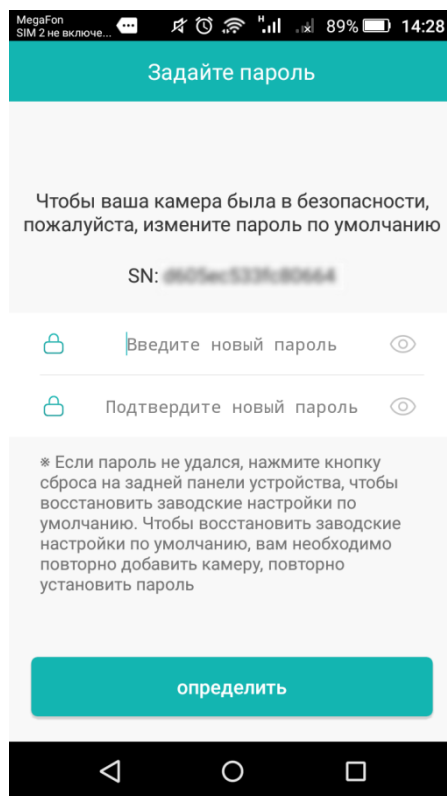 MegaFon
SIM 2 не включе... H 89% 14:28
Задайте пароль
Чтобы ваша камера была в безопасности,
пожалуйста, измените пароль по умолчанию
SN:
Введите новый пароль
Подтвердите новый пароль
* Если пароль не удался, нажмите кнопку
сброса на задней панели устройства, чтобы
восстановить заводские настройки по
умолчанию. Чтобы восстановить заводские
настройки по умолчанию, вам необходимо
повторно добавить камеру, повторно
установить пароль
определить